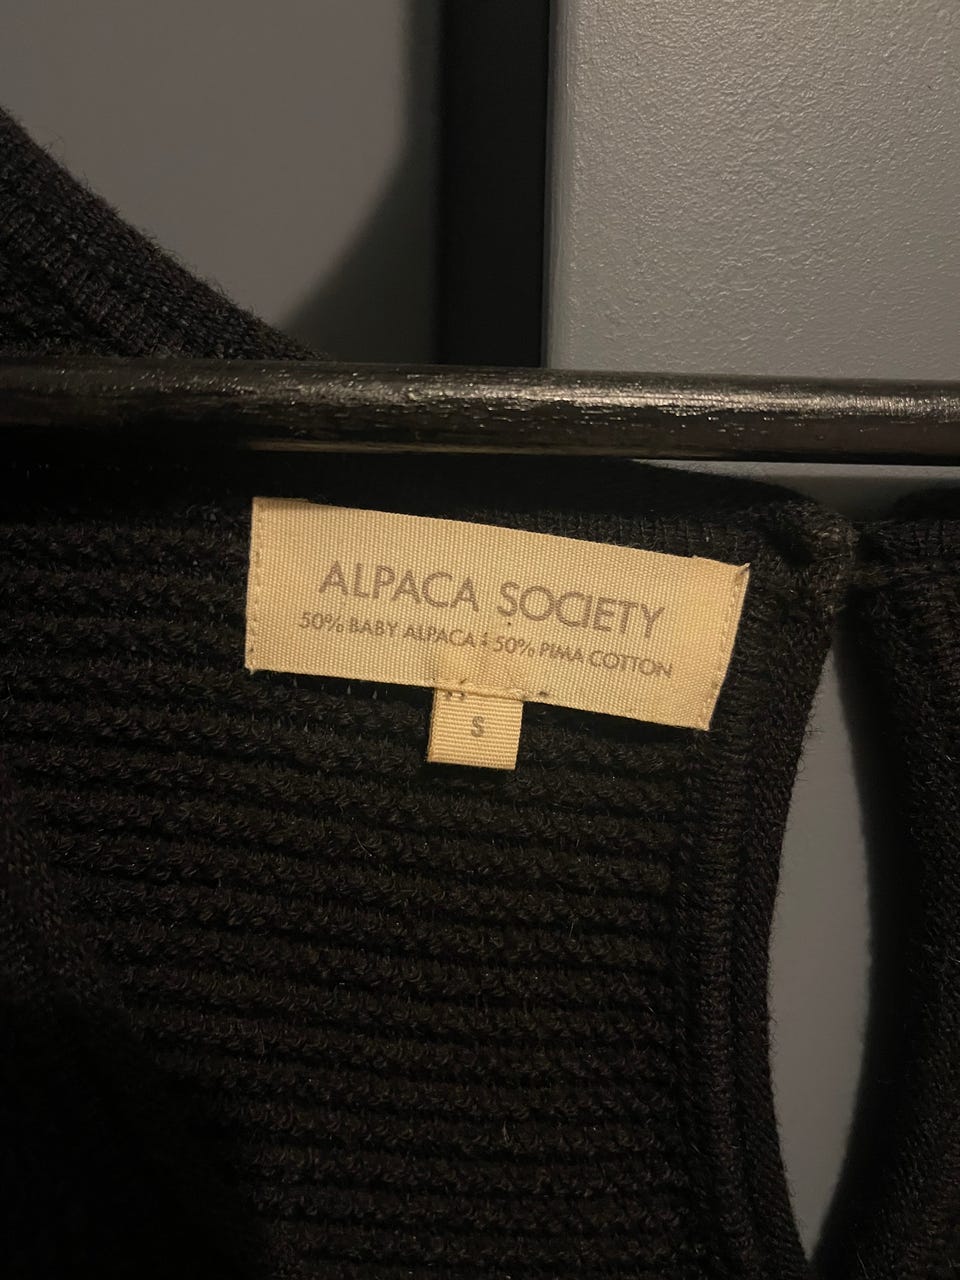 ALPACA SOCIETY
50% BABY ALPACA : 50% PIMA COTTON
S